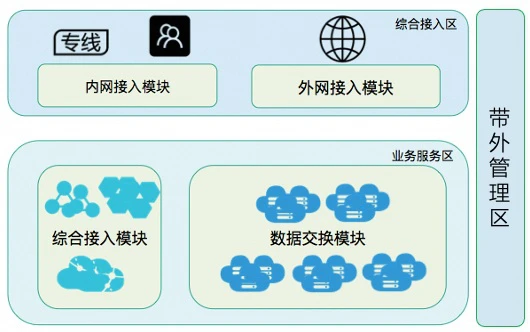 综合接入区
专线
内网接入模块
外网接入模块
业务服务区
综合接入模块
数据交换模块
带外管理区